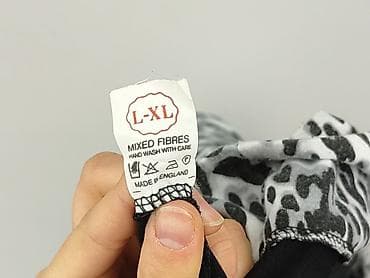 L-XL
MIXED FIBRES
HAND WASH WITH CARE
MADE IN ENGLAND